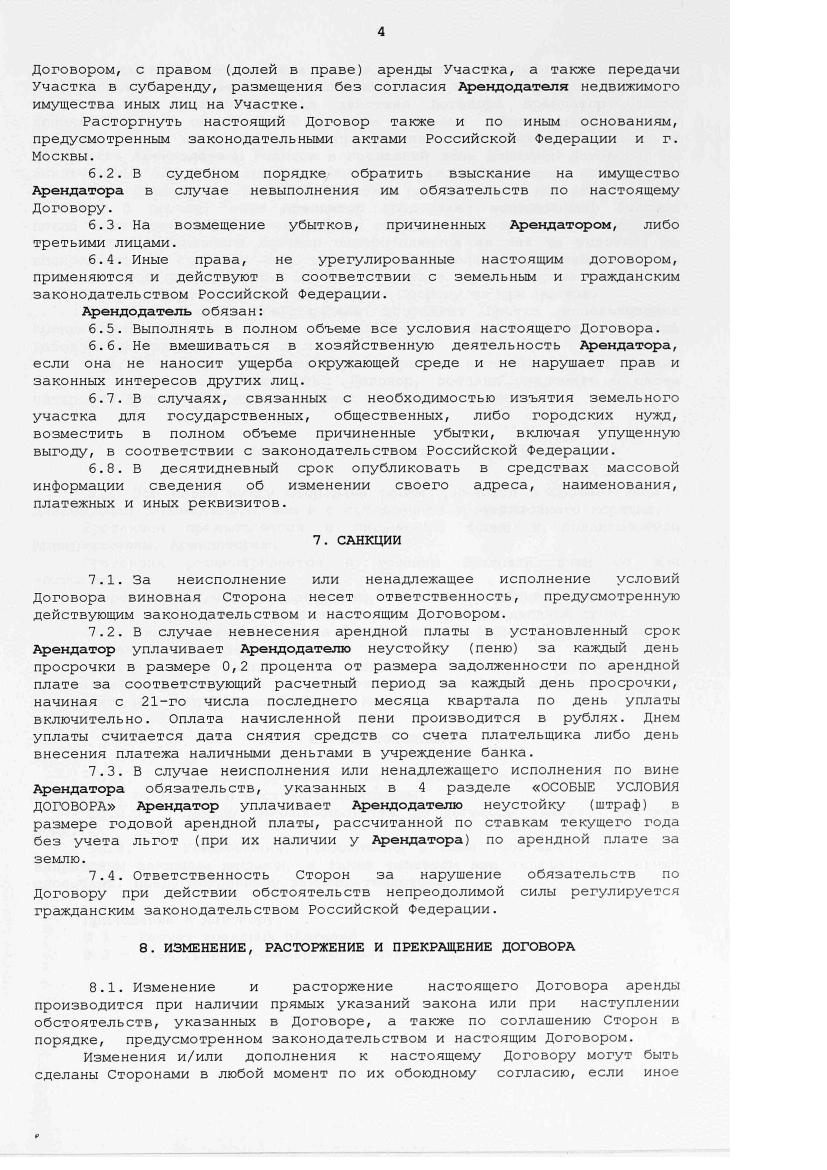 4
Договором, с правом (долей в праве) аренды Участка, а также передачи
Участка в субаренду, размещения без согласия Арендодателя недвижимого
имущества иных лиц на Участке.
Расторгнуть настоящий Договор также и по иным основаниям,
предусмотренным законодательными актами Российской Федерации и г.
Москвы.
6.2. В судебном порядке обратить взыскание на имущество
Арендатора в случае невыполнения им обязательств по настоящему
Договору.
6.3. На возмещение убытков, причиненных Арендатором, либо
третьими лицами.
6.4. Иные права, не урегулированные настоящим договором,
применяются и действуют в соответствии с земельным и гражданским
законодательством Российской Федерации.
Арендодатель обязан:
6.5. Выполнять в полном объеме все условия настоящего Договора.
6.6. Не вмешиваться в хозяйственную деятельность Арендатора,
если она не наносит ущерба окружающей среде и не нарушает прав и
законных интересов других лиц.
6.7. В случаях, связанных с необходимостью изъятия земельного
участка для государственных, общественных, либо городских нужд,
возместить в полном объеме причиненные убытки, включая упущенную
выгоду, в соответствии с законодательством Российской Федерации.
6.8. В десятидневный срок опубликовать в средствах массовой
информации сведения об изменении своего адреса, наименования,
платежных и иных реквизитов.
7. САНКЦИИ
7.1. За неисполнение или ненадлежащее исполнение условий
Договора виновная Сторона несет ответственность, предусмотренную
действующим законодательством и настоящим Договором.
7.2. В случае невнесения арендной платы в установленный срок
Арендатор уплачивает Арендодателю неустойку (пеню) за каждый день
просрочки в размере 0,2 процента от размера задолженности по арендной
плате за соответствующий расчетный период за каждый день просрочки,
начиная с 21-го числа последнего месяца квартала по день уплаты
включительно. Оплата начисленной пени производится в рублях. Днем
уплаты считается дата снятия средств со счета плательщика либо день
внесения платежа наличными деньгами в учреждение банка.
7.3. В случае неисполнения или ненадлежащего исполнения по вине
Арендатора обязательств, указанных в 4 разделе «ОСОБЫЕ УСЛОВИЯ
ДОГОВОРА» Арендатор уплачивает Арендодателю неустойку (штраф) в
размере годовой арендной платы, рассчитанной по ставкам текущего года
без учета льгот (при их наличии у Арендатора) по арендной плате за
землю.
7.4. Ответственность Сторон за нарушение обязательств по
Договору при действии обстоятельств непреодолимой силы регулируется
гражданским законодательством Российской Федерации.
8. ИЗМЕНЕНИЕ, РАСТОРЖЕНИЕ И ПРЕКРАЩЕНИЕ ДОГОВОРА
8.1. Изменение и расторжение настоящего Договора аренды
производится при наличии прямых указаний закона или при наступлении
обстоятельств, указанных в Договоре, а также по соглашению Сторон в
порядке, предусмотренном законодательством и настоящим Договором.
Изменения и/или дополнения к настоящему Договору могут быть
сделаны Сторонами в любой момент по их обоюдному согласию, если иное